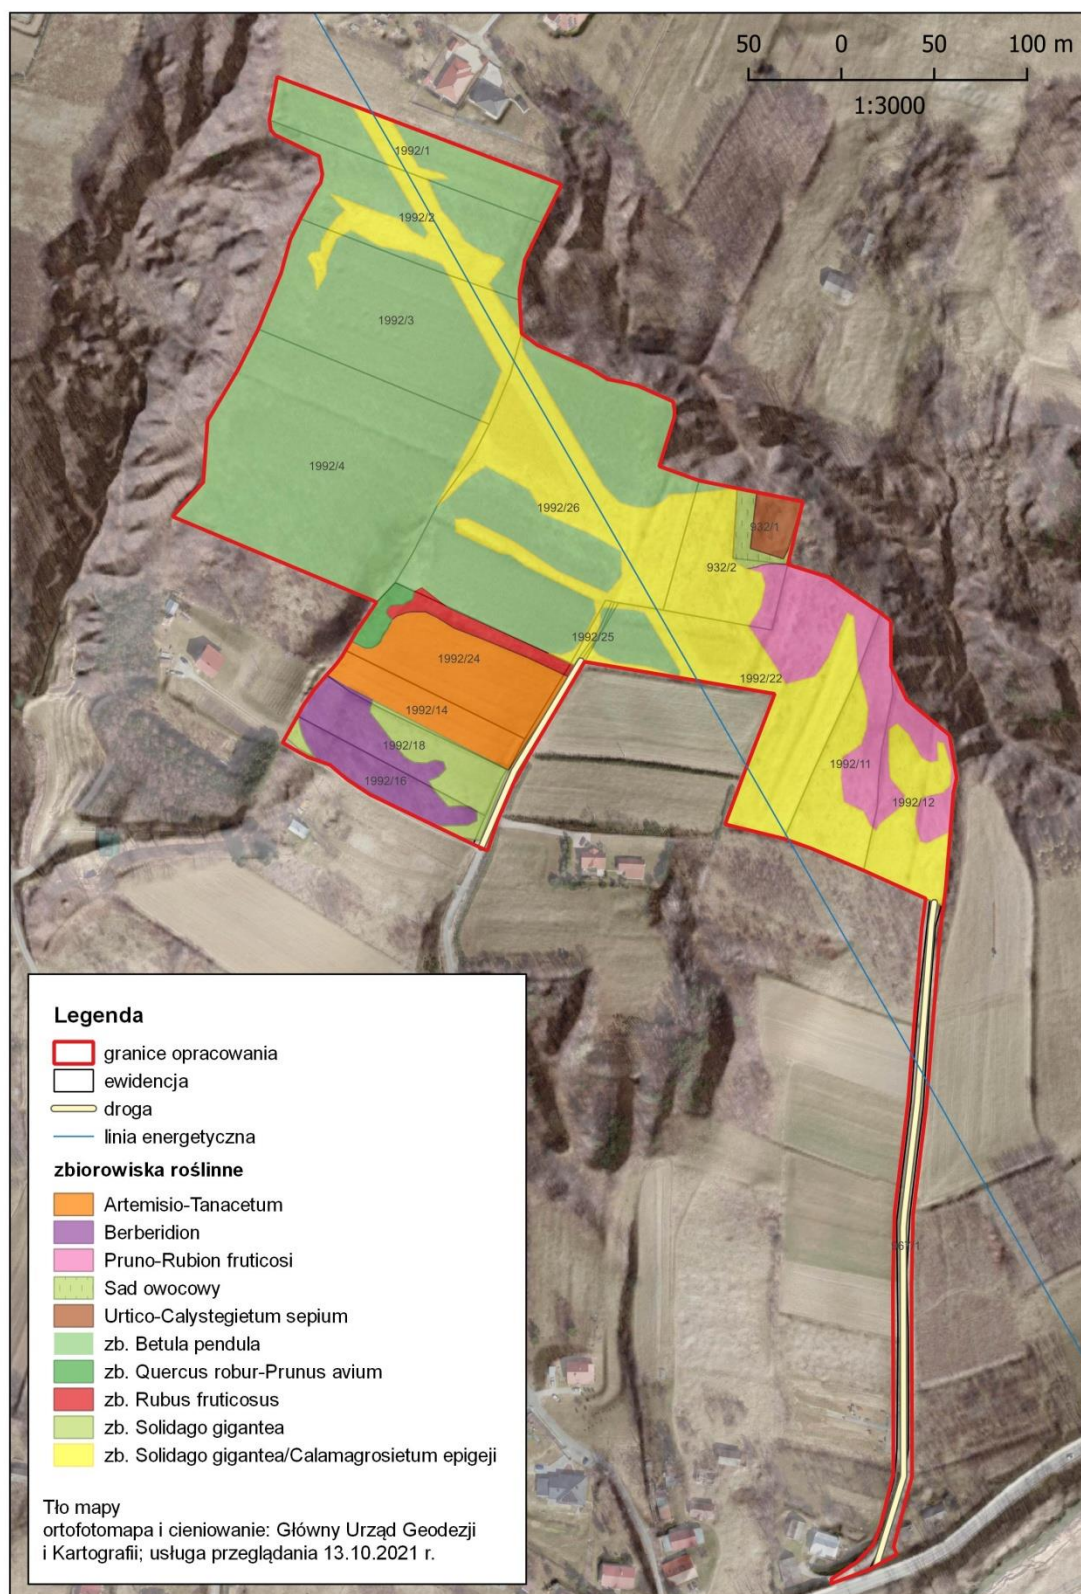 50 0 50 100 m
1:3000
1992/1
1992/2
1992/3
1992/4
1992/26
932/1
932/2
1992/25
1992/24
1992/22
1992/14
1992/18
1992/11
1992/16
1992/12
967/1
Legenda
granice opracowania
ewidencja
droga
linia energetyczna
zbiorowiska roślinne
Artemisio-Tanacetum
Berberidion
Pruno-Rubion fruticosi
Sad owocowy
Urtico-Calystegietum sepium
zb. Betula pendula
zb. Quercus robur-Prunus avium
zb. Rubus fruticosus
zb. Solidago gigantea
zb. Solidago gigantea/Calamagrosietum epigeji
Tło mapy
ortofotomapa i cieniowanie: Główny Urząd Geodezji
i Kartografii; usługa przeglądania 13.10.2021 r.